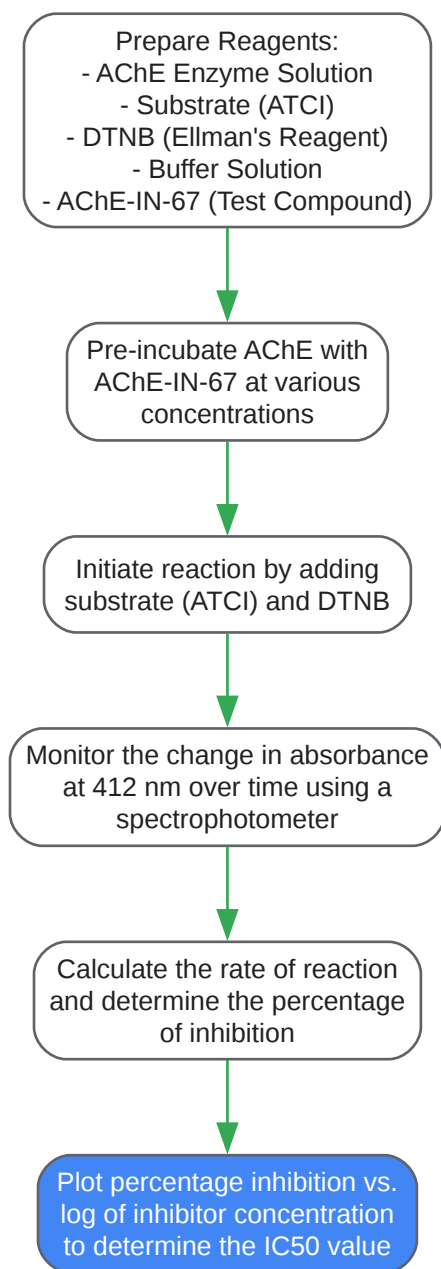 Prepare Reagents:
- AChE Enzyme Solution
- Substrate (ATCI)
- DTNB (Ellman's Reagent)
- Buffer Solution
- AChE-IN-67 (Test Compound)
Pre-incubate AChE with
AChE-IN-67 at various
concentrations
Initiate reaction by adding
substrate (ATCI) and DTNB
Monitor the change in absorbance
at 412 nm over time using a
spectrophotometer
Calculate the rate of reaction
and determine the percentage
of inhibition
Plot percentage inhibition vs.
log of inhibitor concentration
to determine the IC50 value